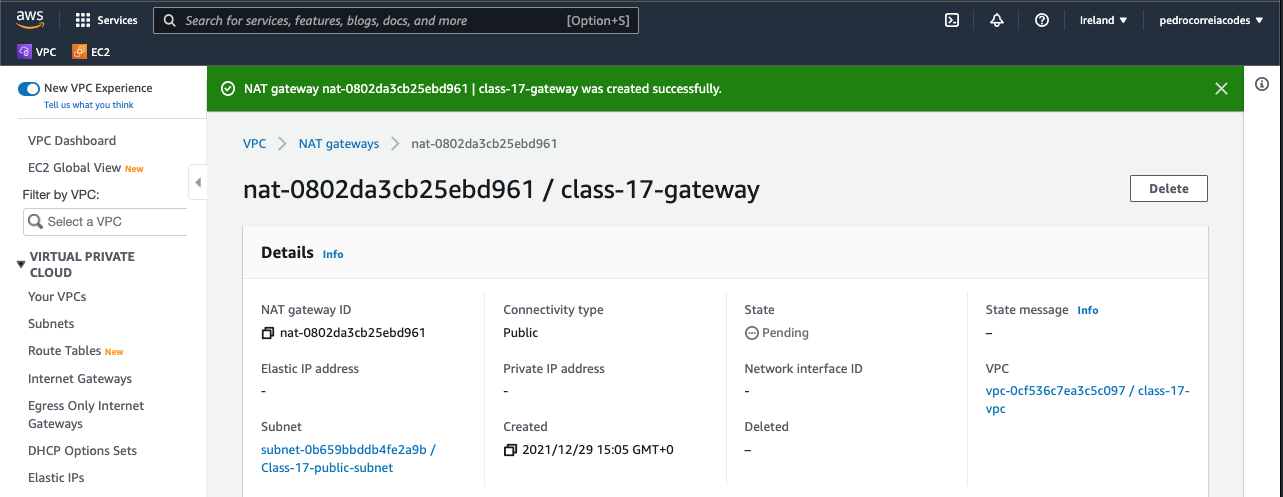 aws Services Search for services, features, blogs, docs, and more [Option+S] Ireland ▼ pedrocorreiacodes ▼
VPC EC2
New VPC Experience
Tell us what you think
VPC Dashboard
EC2 Global View New
Filter by VPC:
Select a VPC
VIRTUAL PRIVATE
CLOUD
Your VPCs
Subnets
Route Tables New
Internet Gateways
Egress Only Internet
Gateways
DHCP Options Sets
Elastic IPs
NAT gateway nat-0802da3cb25ebd961 | class-17-gateway was created successfully.
VPC > NAT gateways > nat-0802da3cb25ebd961
nat-0802da3cb25ebd961 / class-17-gateway
Delete
Details Info
NAT gateway ID
nat-0802da3cb25ebd961
Connectivity type
Public
State
Pending
State message Info
–
Elastic IP address
-
Private IP address
-
Network interface ID
-
VPC
vpc-0cf536c7ea3c5c097 / class-17-
vpc
Subnet
subnet-0b659bbddb4fe2a9b /
Class-17-public-subnet
Created
2021/12/29 15:05 GMT+0
Deleted
–